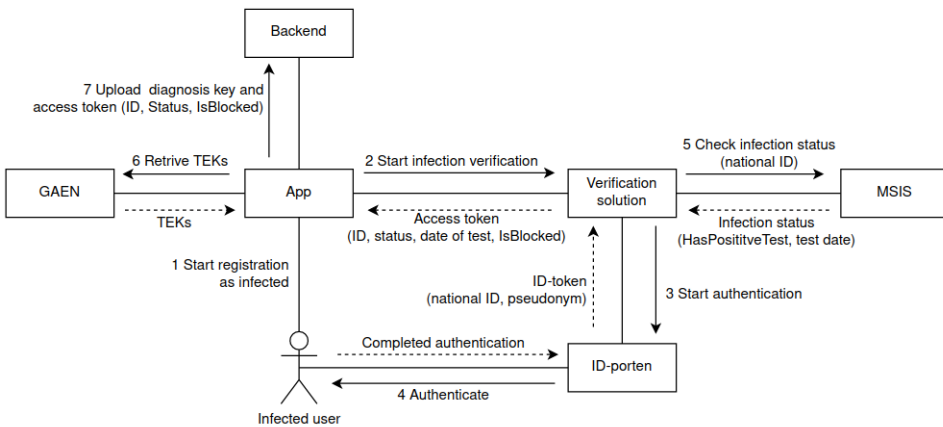 Backend
7 Upload diagnosis key and
access token (ID, Status, IsBlocked)
6 Retrive TEKs
2 Start infection verification
5 Check infection status
(national ID)
GAEN
App
Verification
solution
MSIS
TEKs
Access token
(ID, status, date of test, IsBlocked)
Infection status
(HasPosititveTest, test date)
1 Start registration
as infected
ID-token
(national ID, pseudonym)
3 Start authentication
Completed authentication
ID-porten
4 Authenticate
Infected user